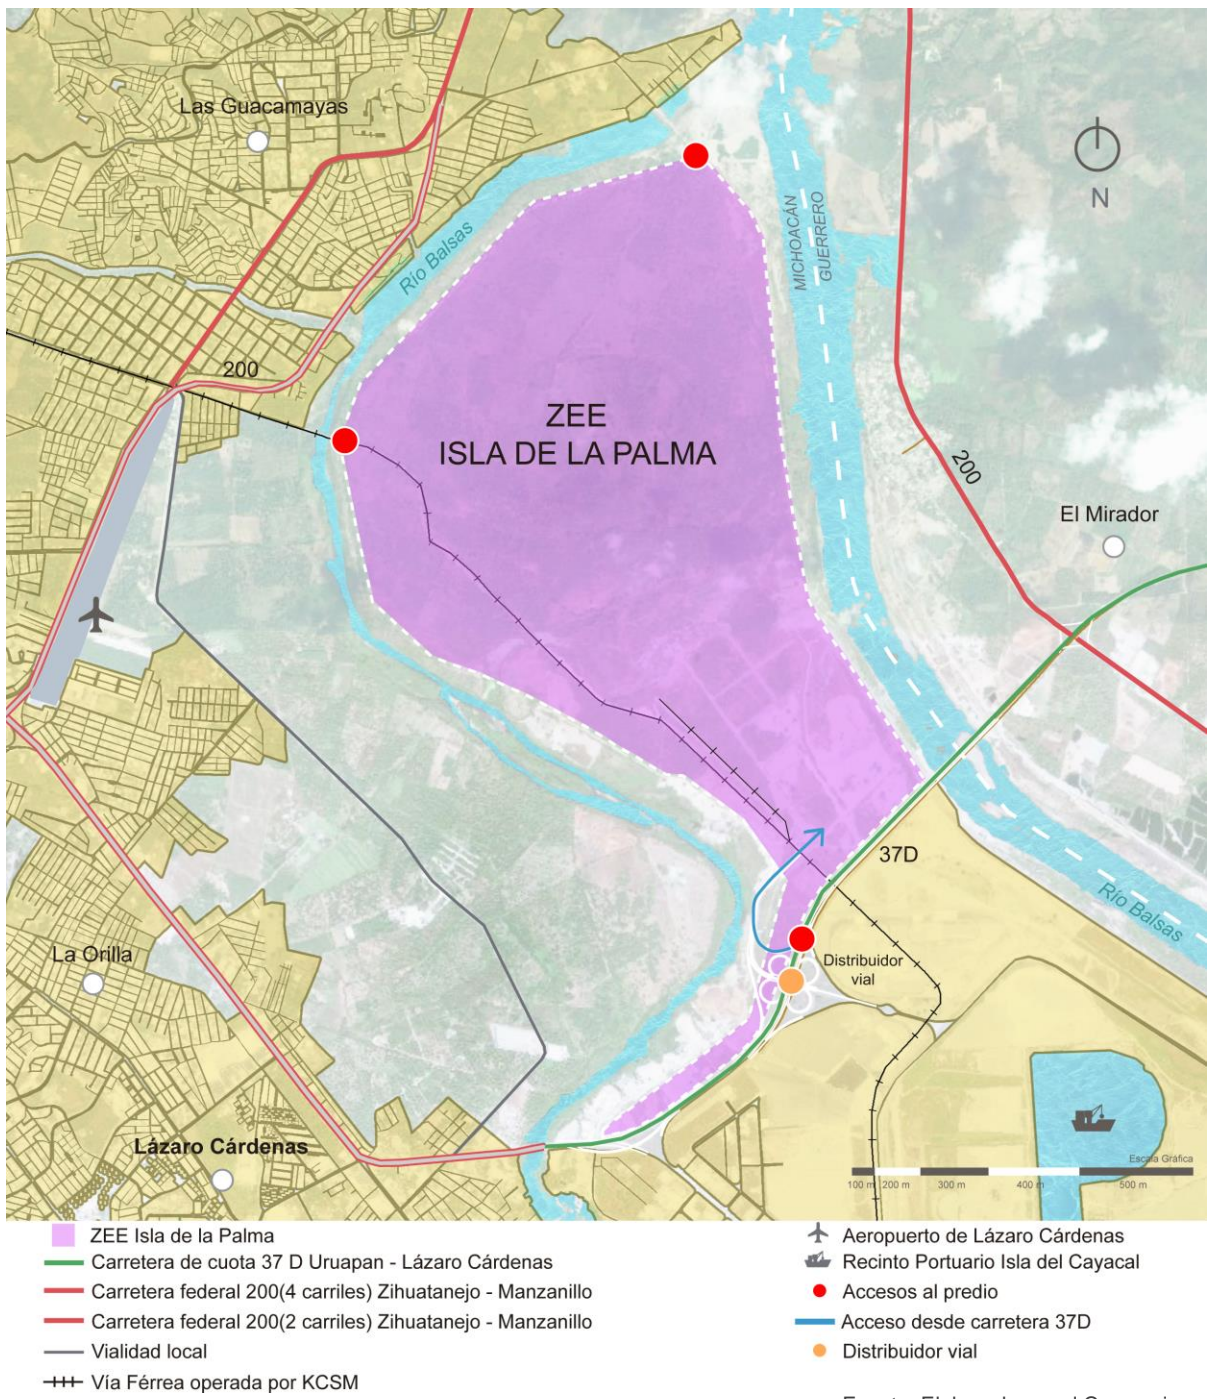 Las Guacamayas
N
Río Balsas
MICHOACÁN
GUERRERO
200
ZEE
ISLA DE LA PALMA
200
El Mirador
37D
Río Balsas
La Orilla
Distribuidor
vial
Lázaro Cárdenas
Escala Gráfica
100 m 200 m 300 m 400 m 500 m
ZEE Isla de la Palma
Carretera de cuota 37 D Uruapan - Lázaro Cárdenas
Carretera federal 200(4 carriles) Zihuatanejo - Manzanillo
Carretera federal 200(2 carriles) Zihuatanejo - Manzanillo
Vialidad local
Vía Férrea operada por KCSM
Aeropuerto de Lázaro Cárdenas
Recinto Portuario Isla del Cayacal
Accesos al predio
Acceso desde carretera 37D
Distribuidor vial